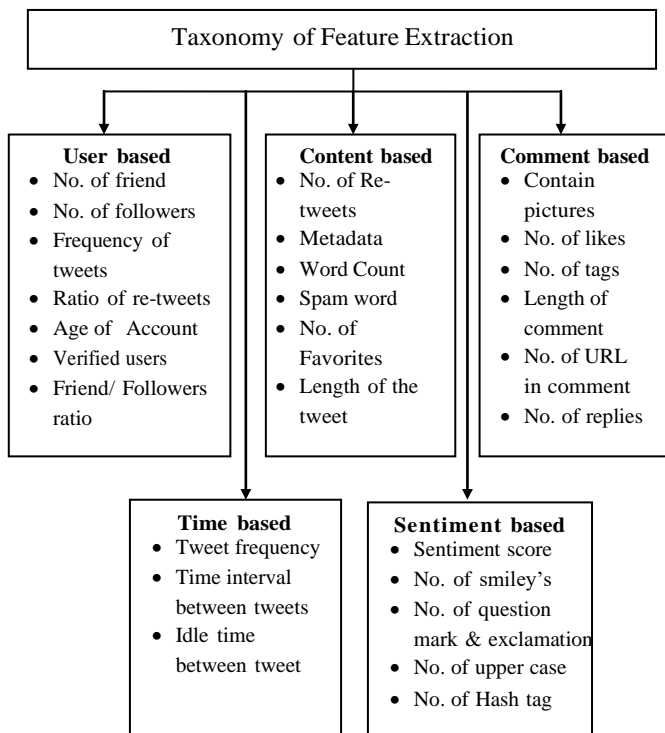 Taxonomy of Feature Extraction
User based
• No. of friend
• No. of followers
• Frequency of
tweets
• Ratio of re-tweets
• Age of Account
• Verified users
• Friend/ Followers
ratio
Content based
• No. of Re-
tweets
• Metadata
• Word Count
• Spam word
• No. of
Favorites
• Length of the
tweet
Comment based
• Contain
pictures
• No. of likes
• No. of tags
• Length of
comment
• No. of URL
in comment
• No. of replies
Time based
• Tweet frequency
• Time interval
between tweets
• Idle time
between tweet
Sentiment based
• Sentiment score
• No. of smiley's
• No. of question
mark & exclamation
• No. of upper case
• No. of Hash tag